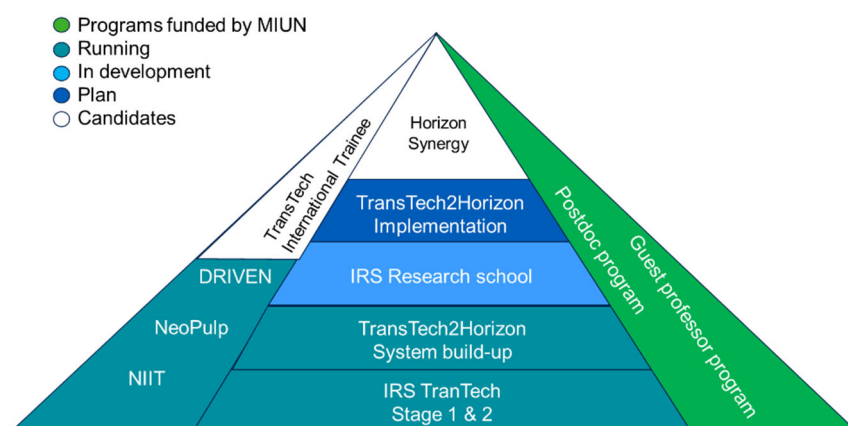 Programs funded by MIUN
Running
In development
Plan
Candidates
Horizon
Synergy
TransTech
International Trainee
TransTech2Horizon
Implementation
IRS Research school
DRIVEN
NeoPulp
NIIT
TransTech2Horizon
System build-up
IRS TranTech
Stage 1 & 2
Postdoc program
Guest professor program